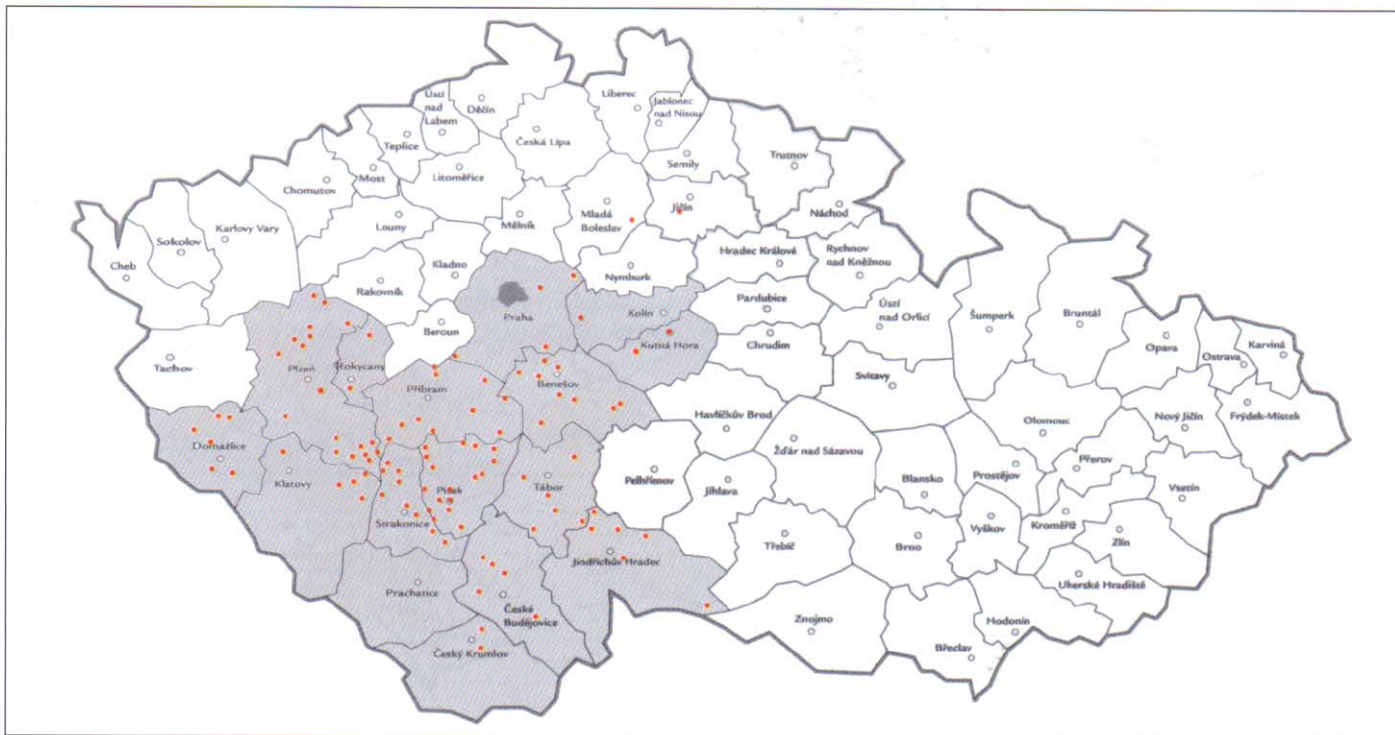 Ústí
nad
Labem
Děčín
Liberec
Jablonec
nad Nisou
Teplice
Česká Lípa
Semily
Trutnov
Most
Litoměřice
Chomutov
Jičín
Náchod
Mladá
Boleslav
Mělník
Louny
Karlovy Vary
Sokolov
Cheb
Kladno
Rakovník
Nymburk
Hradec Králové
Rychnov
nad Kněžnou
Pardubice
Ústí
nad Orlicí
Šumperk
Bruntál
Praha
Kolín
Beroun
Kutná Hora
Chrudim
Opava
Ostrava
Karviná
Tachov
Plzeň
Rokycany
Příbram
Benešov
Svitavy
Havlíčkův Brod
Olomouc
Nový Jičín
Frýdek-Místek
Domažlice
Klatovy
Písek
Tábor
Pelhřimov
Jihlava
Žďár nad Sázavou
Blansko
Prostějov
Přerov
Vsetín
Strakonice
Vyškov
Kroměříž
Zlín
Jindřichův Hradec
Třebíč
Brno
Uherské Hradiště
Prachatice
České
Budějovice
Znojmo
Hodonín
Břeclav
Český Krumlov